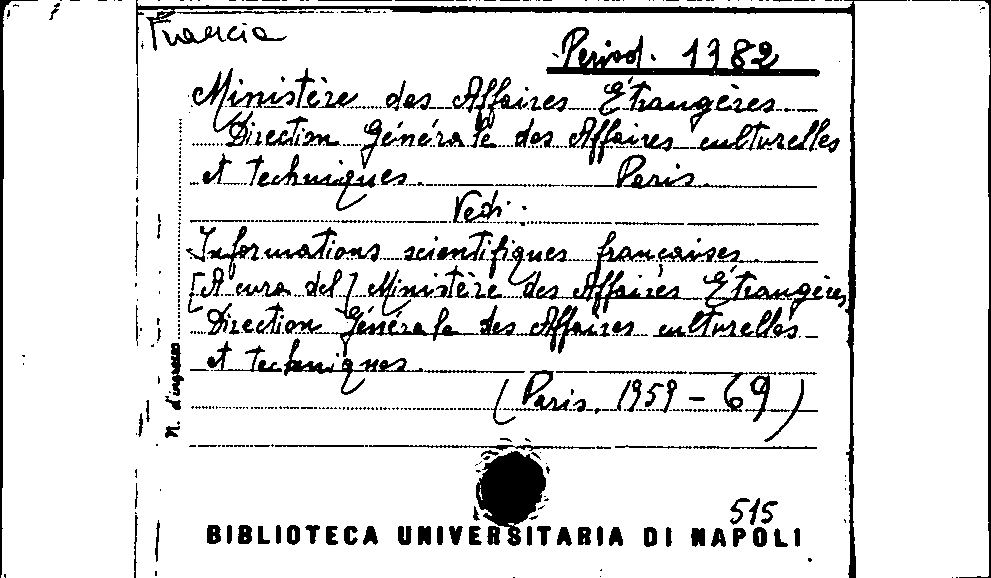 Francia
Period. 1382
Ministère des Affaires Étrangères.
Direction Générale des Affaires culturelles
et techniques. Paris.
Vedi:
Informations scientifiques françaises.
[A cura del] Ministère des Affaires Étrangères,
Direction Générale des Affaires culturelles
et techniques.
(Paris. 1959-69)
N. d'ingresso
515
BIBLIOTECA UNIVERSITARIA DI NAPOLI